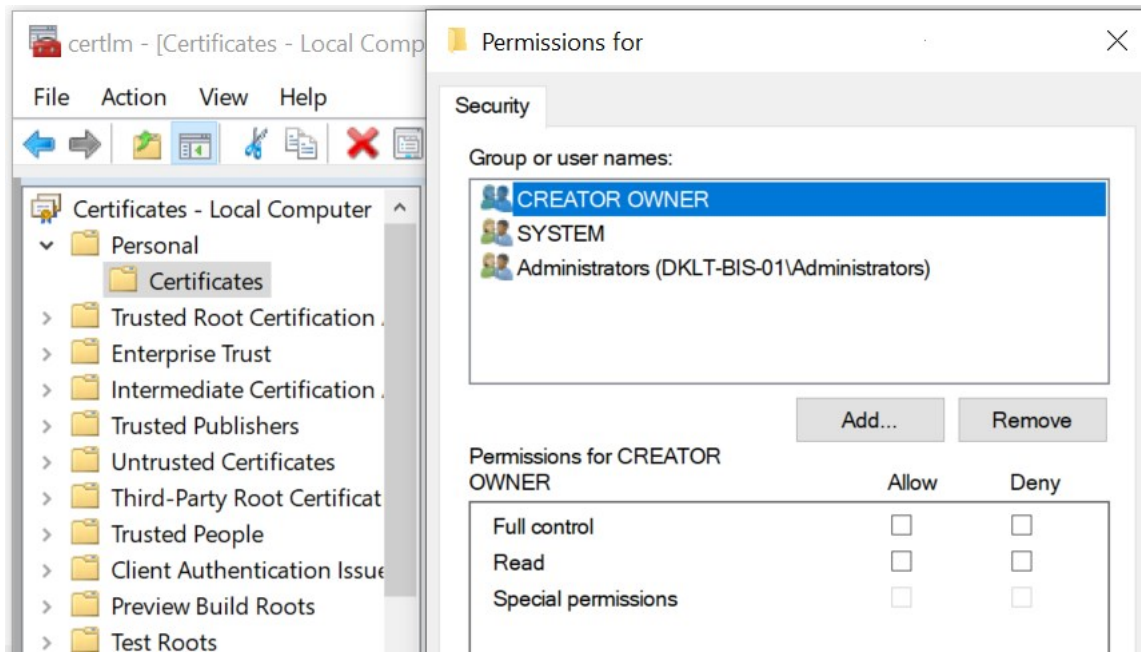 certlm - [Certificates - Local Comp
File Action View Help
Certificates - Local Computer
Personal
Certificates
Trusted Root Certification
Enterprise Trust
Intermediate Certification
Trusted Publishers
Untrusted Certificates
Third-Party Root Certificat
Trusted People
Client Authentication Issue
Preview Build Roots
Test Roots
Permissions for
Security
Group or user names:
CREATOR OWNER
SYSTEM
Administrators (DKLT-BIS-01\Administrators)
Add... Remove
Permissions for CREATOR
OWNER Allow Deny
Full control
Read
Special permissions